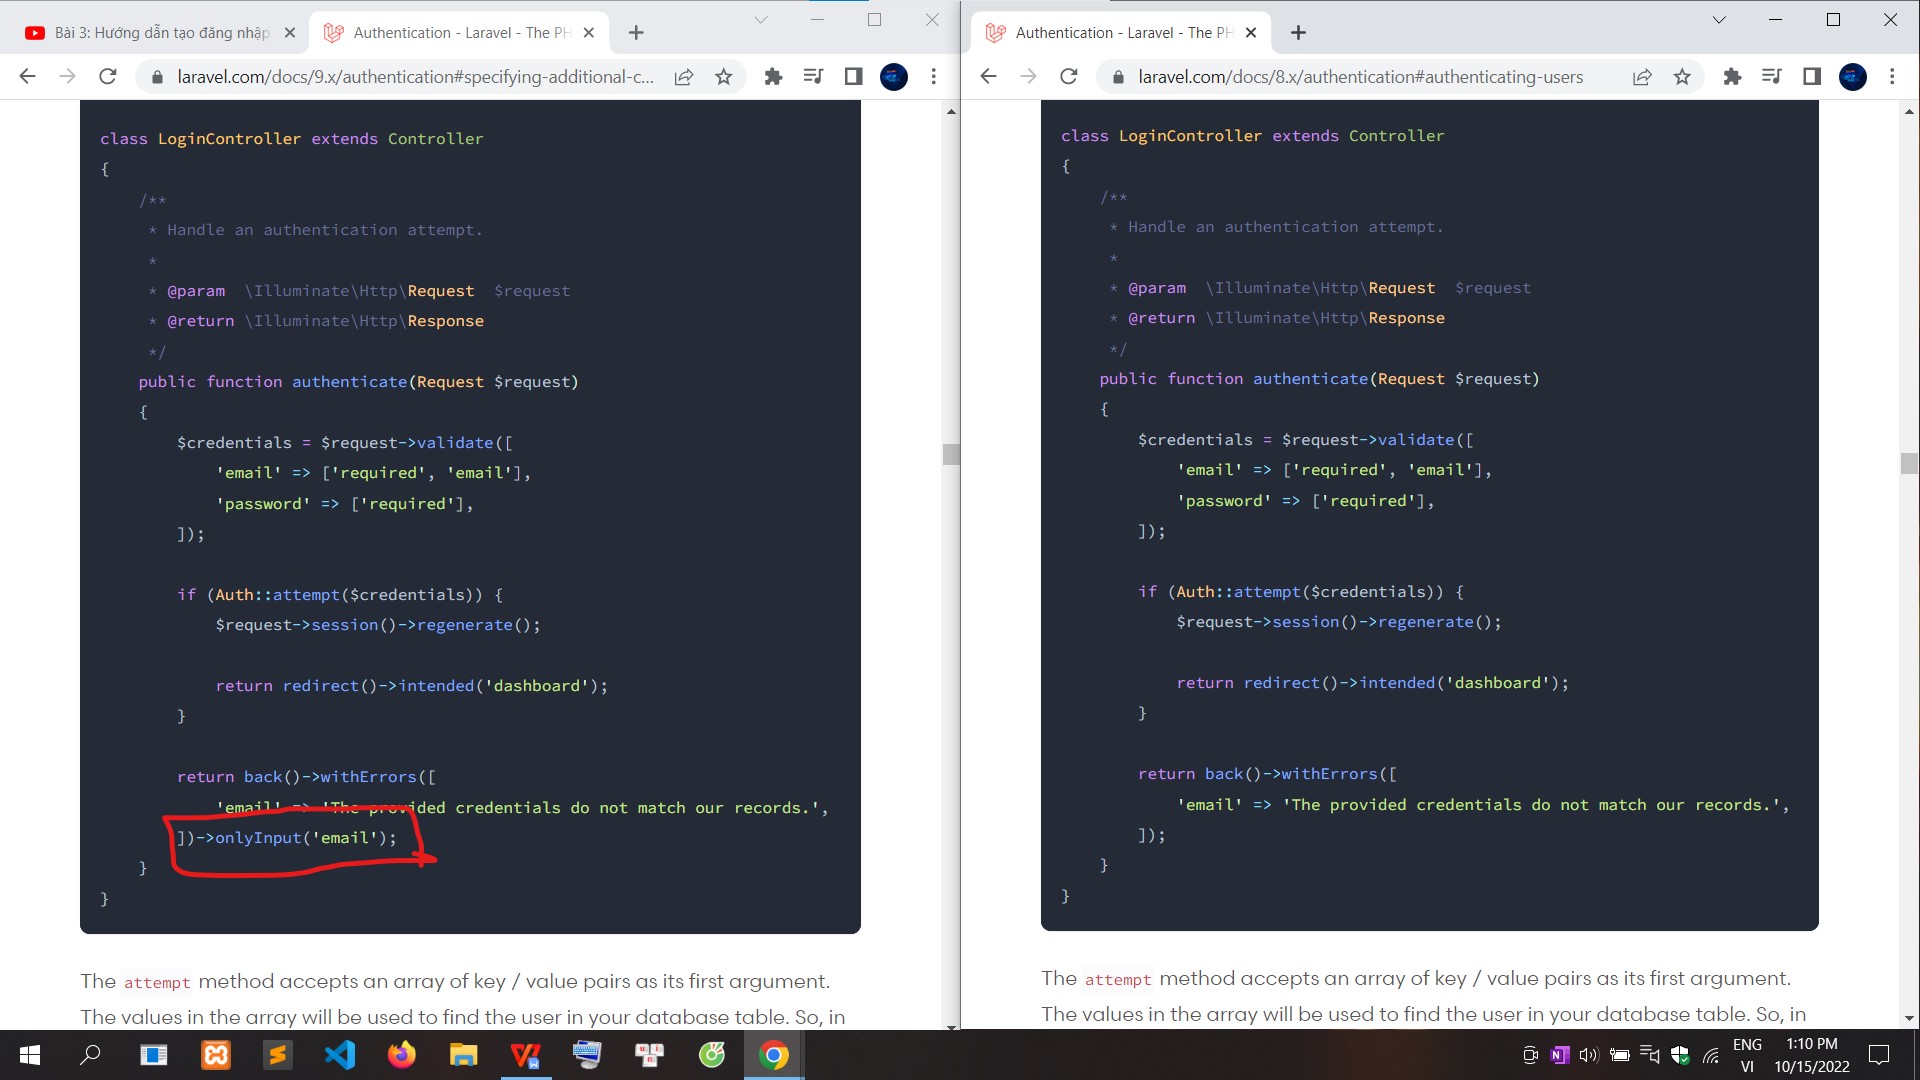 Bài 3: Hướng dẫn tạo đăng nhập
Authentication - Laravel - The PH
laravel.com/docs/9.x/authentication#specifying-additional-c...
class LoginController extends Controller
{
/**
* Handle an authentication attempt.
*
* @param \Illuminate\Http\Request $request
* @return \Illuminate\Http\Response
*/
public function authenticate(Request $request)
{
$credentials = $request->validate([
'email' => ['required', 'email'],
'password' => ['required'],
]);
if (Auth::attempt($credentials)) {
$request->session()->regenerate();
return redirect()->intended('dashboard');
}
return back()->withErrors([
'email' => 'The provided credentials do not match our records.',
])->onlyInput('email');
}
}
The attempt method accepts an array of key / value pairs as its first argument.
The values in the array will be used to find the user in your database table. So, in
Authentication - Laravel - The PH
laravel.com/docs/8.x/authentication#authenticating-users
class LoginController extends Controller
{
/**
* Handle an authentication attempt.
*
* @param \Illuminate\Http\Request $request
* @return \Illuminate\Http\Response
*/
public function authenticate(Request $request)
{
$credentials = $request->validate([
'email' => ['required', 'email'],
'password' => ['required'],
]);
if (Auth::attempt($credentials)) {
$request->session()->regenerate();
return redirect()->intended('dashboard');
}
return back()->withErrors([
'email' => 'The provided credentials do not match our records.',
]);
}
}
The attempt method accepts an array of key / value pairs as its first argument.
The values in the array will be used to find the user in your database table. So, in
ENG
VI
1:10 PM
10/15/2022